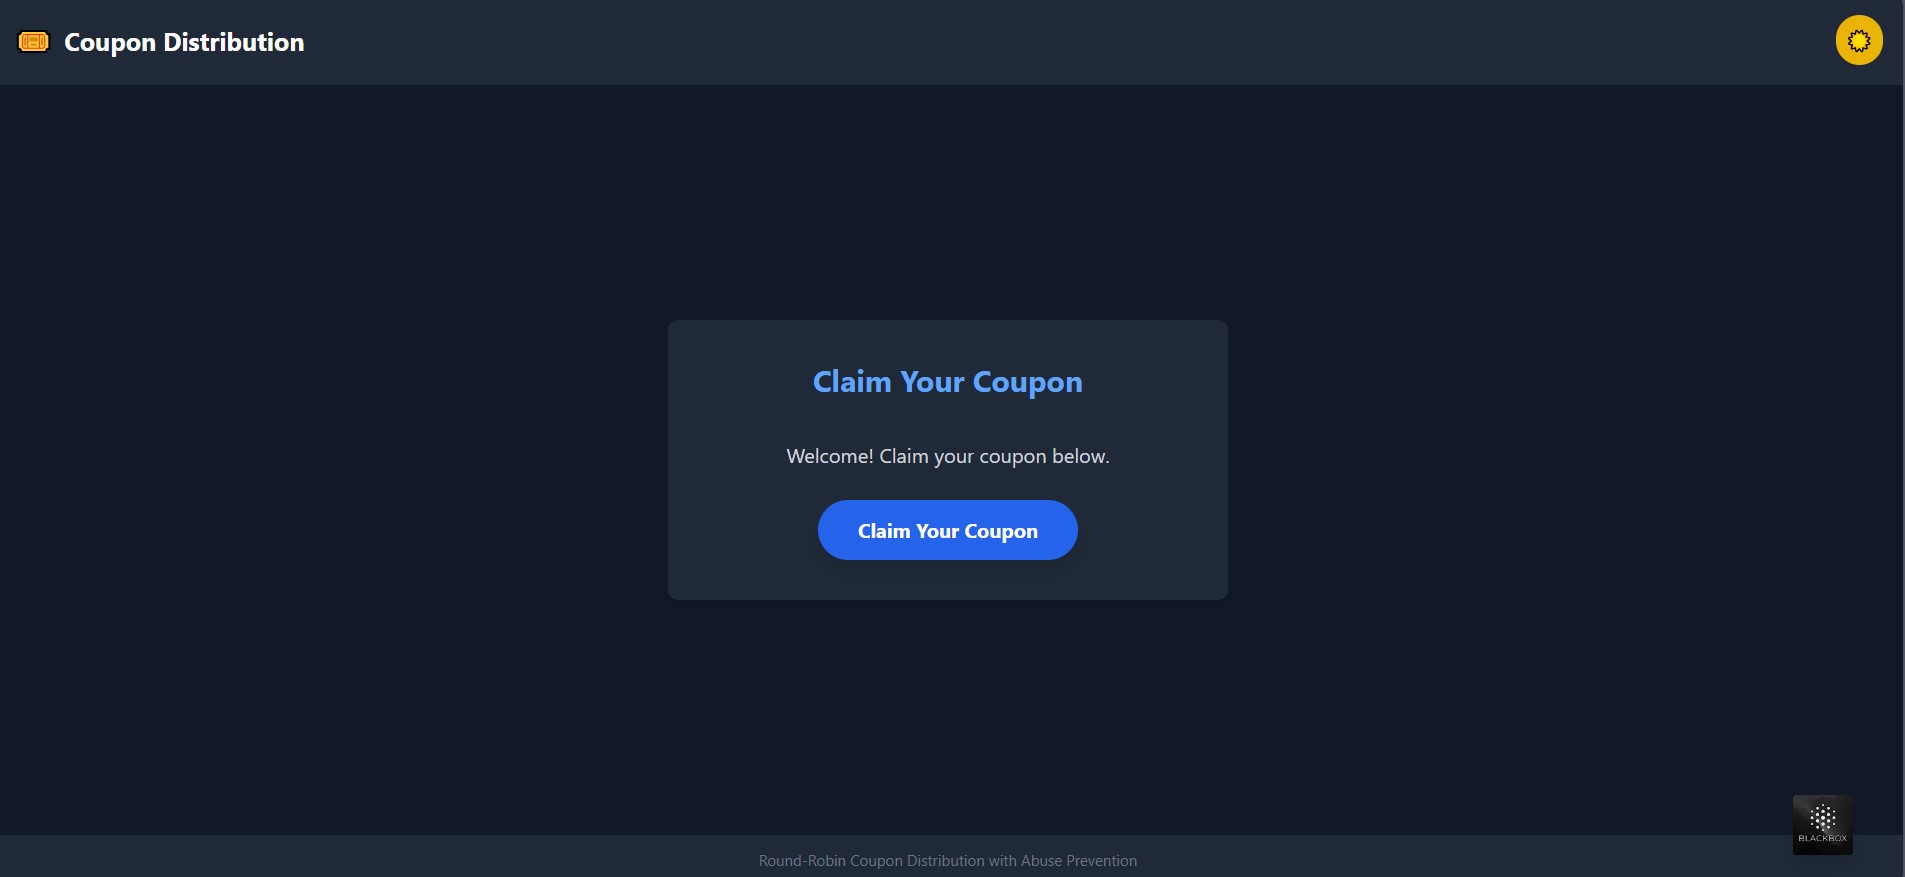 Coupon Distribution
Claim Your Coupon
Welcome! Claim your coupon below.
Claim Your Coupon
BLACKBOX
Round-Robin Coupon Distribution with Abuse Prevention